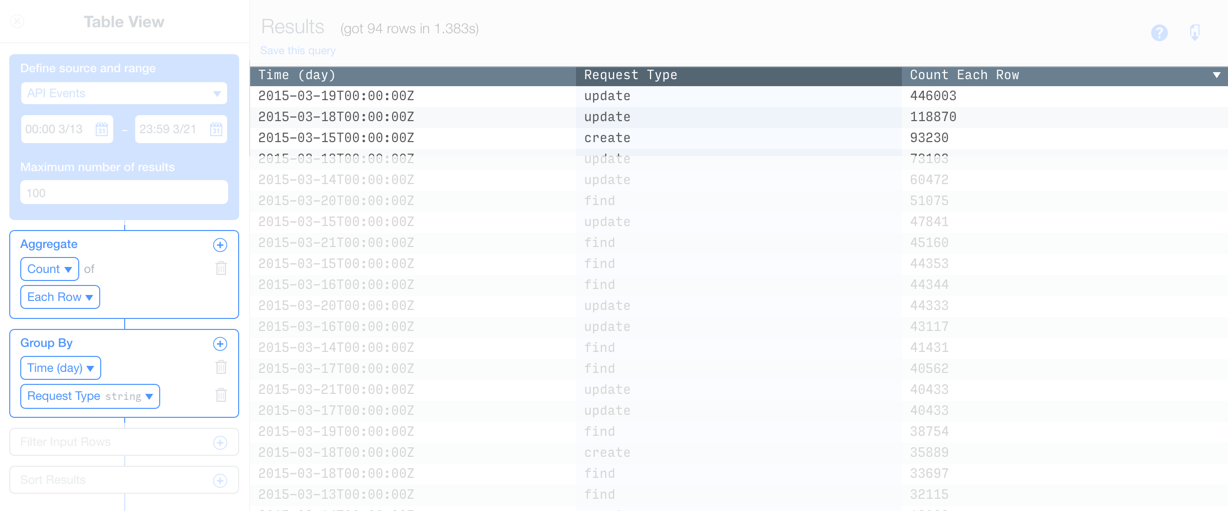 Table View
Define source and range
API Events
00:00 3/13 – 23:59 3/21
Maximum number of results
100
Aggregate
Count of
Each Row
Group By
Time (day)
Request Type string
Filter Input Rows
Sort Results
Results (got 94 rows in 1.383s)
Save this query
?
Time (day) Request Type Count Each Row
2015-03-19T00:00:00Z update 446003
2015-03-18T00:00:00Z update 118870
2015-03-15T00:00:00Z create 93230
2015-03-13T00:00:00Z update 73103
2015-03-14T00:00:00Z update 60472
2015-03-20T00:00:00Z find 51075
2015-03-15T00:00:00Z update 47841
2015-03-21T00:00:00Z find 45160
2015-03-15T00:00:00Z find 44353
2015-03-16T00:00:00Z find 44344
2015-03-20T00:00:00Z update 44333
2015-03-16T00:00:00Z update 43117
2015-03-14T00:00:00Z find 41431
2015-03-17T00:00:00Z find 40562
2015-03-21T00:00:00Z update 40433
2015-03-17T00:00:00Z update 40433
2015-03-19T00:00:00Z find 38754
2015-03-18T00:00:00Z create 35889
2015-03-18T00:00:00Z find 33697
2015-03-13T00:00:00Z find 32115